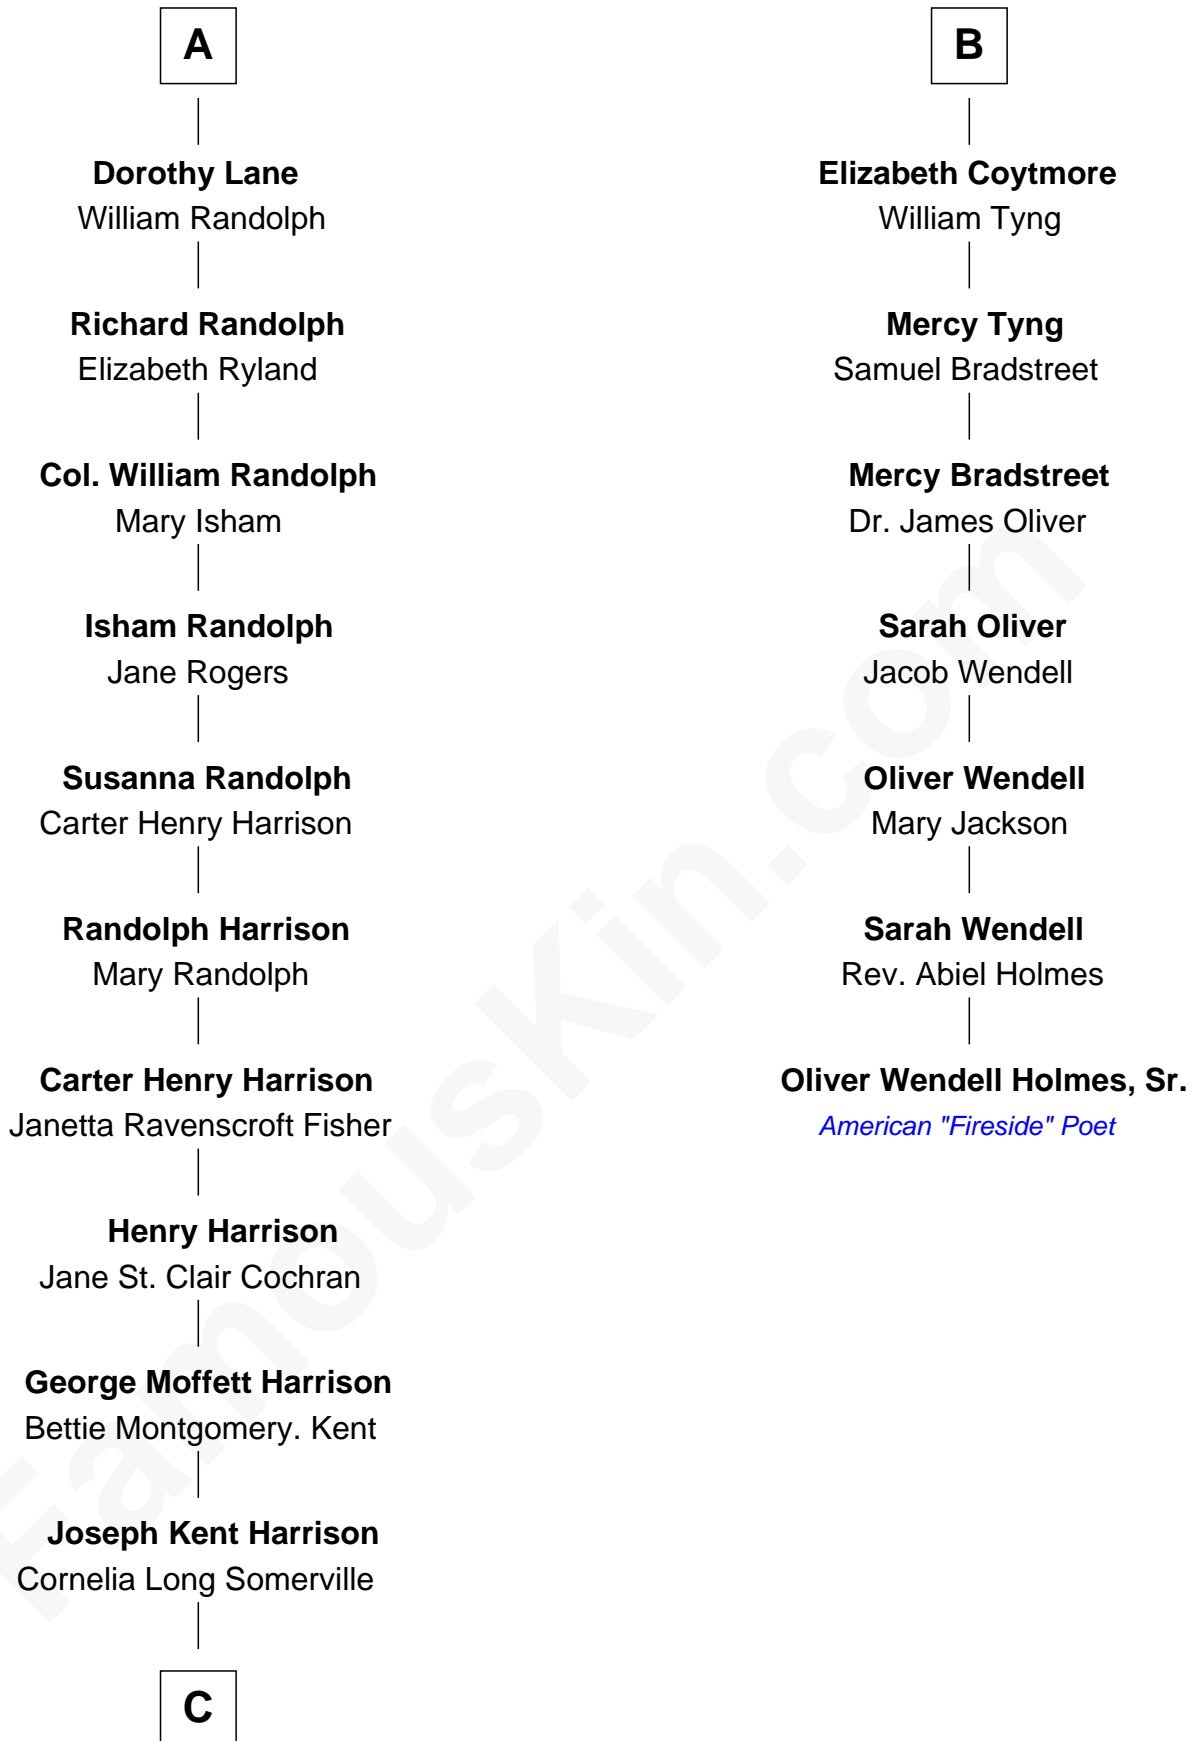 A
Dorothy Lane
William Randolph
Richard Randolph
Elizabeth Ryland
Col. William Randolph
Mary Isham
Isham Randolph
Jane Rogers
Susanna Randolph
Carter Henry Harrison
Randolph Harrison
Mary Randolph
Carter Henry Harrison
Janetta Ravenscroft Fisher
Henry Harrison
Jane St. Clair Cochran
George Moffett Harrison
Bettie Montgomery. Kent
Joseph Kent Harrison
Cornelia Long Somerville
C
B
Elizabeth Coytmore
William Tyng
Mercy Tyng
Samuel Bradstreet
Mercy Bradstreet
Dr. James Oliver
Sarah Oliver
Jacob Wendell
Oliver Wendell
Mary Jackson
Sarah Wendell
Rev. Abiel Holmes
Oliver Wendell Holmes, Sr.
American "Fireside" Poet
FamousKin.com